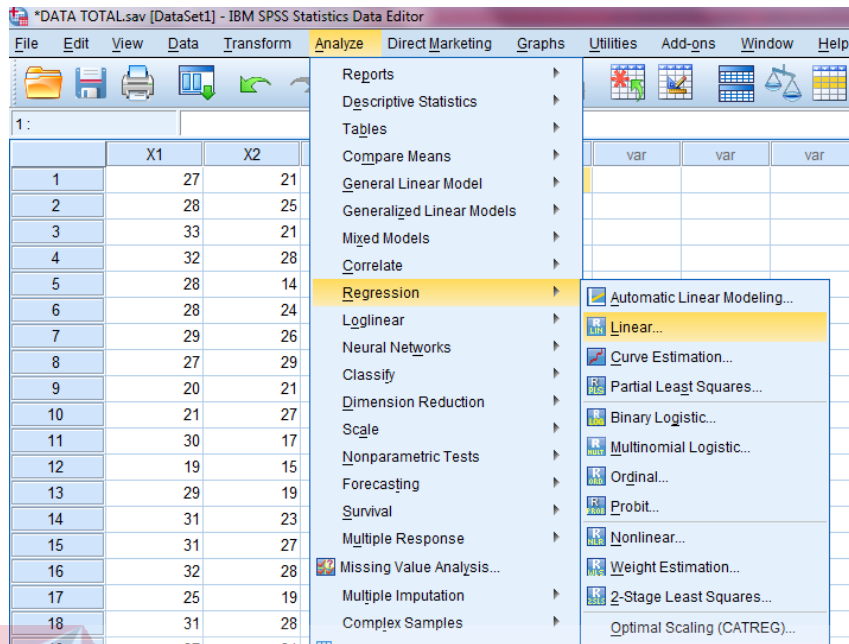 *DATA TOTAL.sav [DataSet1] - IBM SPSS Statistics Data Editor
File Edit View Data Transform Analyze Direct Marketing Graphs Utilities Add-ons Window Help
1 :
X1 X2 var var var
1 27 21
2 28 25
3 33 21
4 32 28
5 28 14
6 28 24
7 29 26
8 27 29
9 20 21
10 21 27
11 30 17
12 19 15
13 29 19
14 31 23
15 31 27
16 32 28
17 25 19
18 31 28
Reports
Descriptive Statistics
Tables
Compare Means
General Linear Model
Generalized Linear Models
Mixed Models
Correlate
Regression
Loglinear
Neural Networks
Classify
Dimension Reduction
Scale
Nonparametric Tests
Forecasting
Survival
Multiple Response
Missing Value Analysis...
Multiple Imputation
Complex Samples
Automatic Linear Modeling...
Linear...
Curve Estimation...
Partial Least Squares...
Binary Logistic...
Multinomial Logistic...
Ordinal...
Probit...
Nonlinear...
Weight Estimation...
2-Stage Least Squares...
Optimal Scaling (CATREG)...